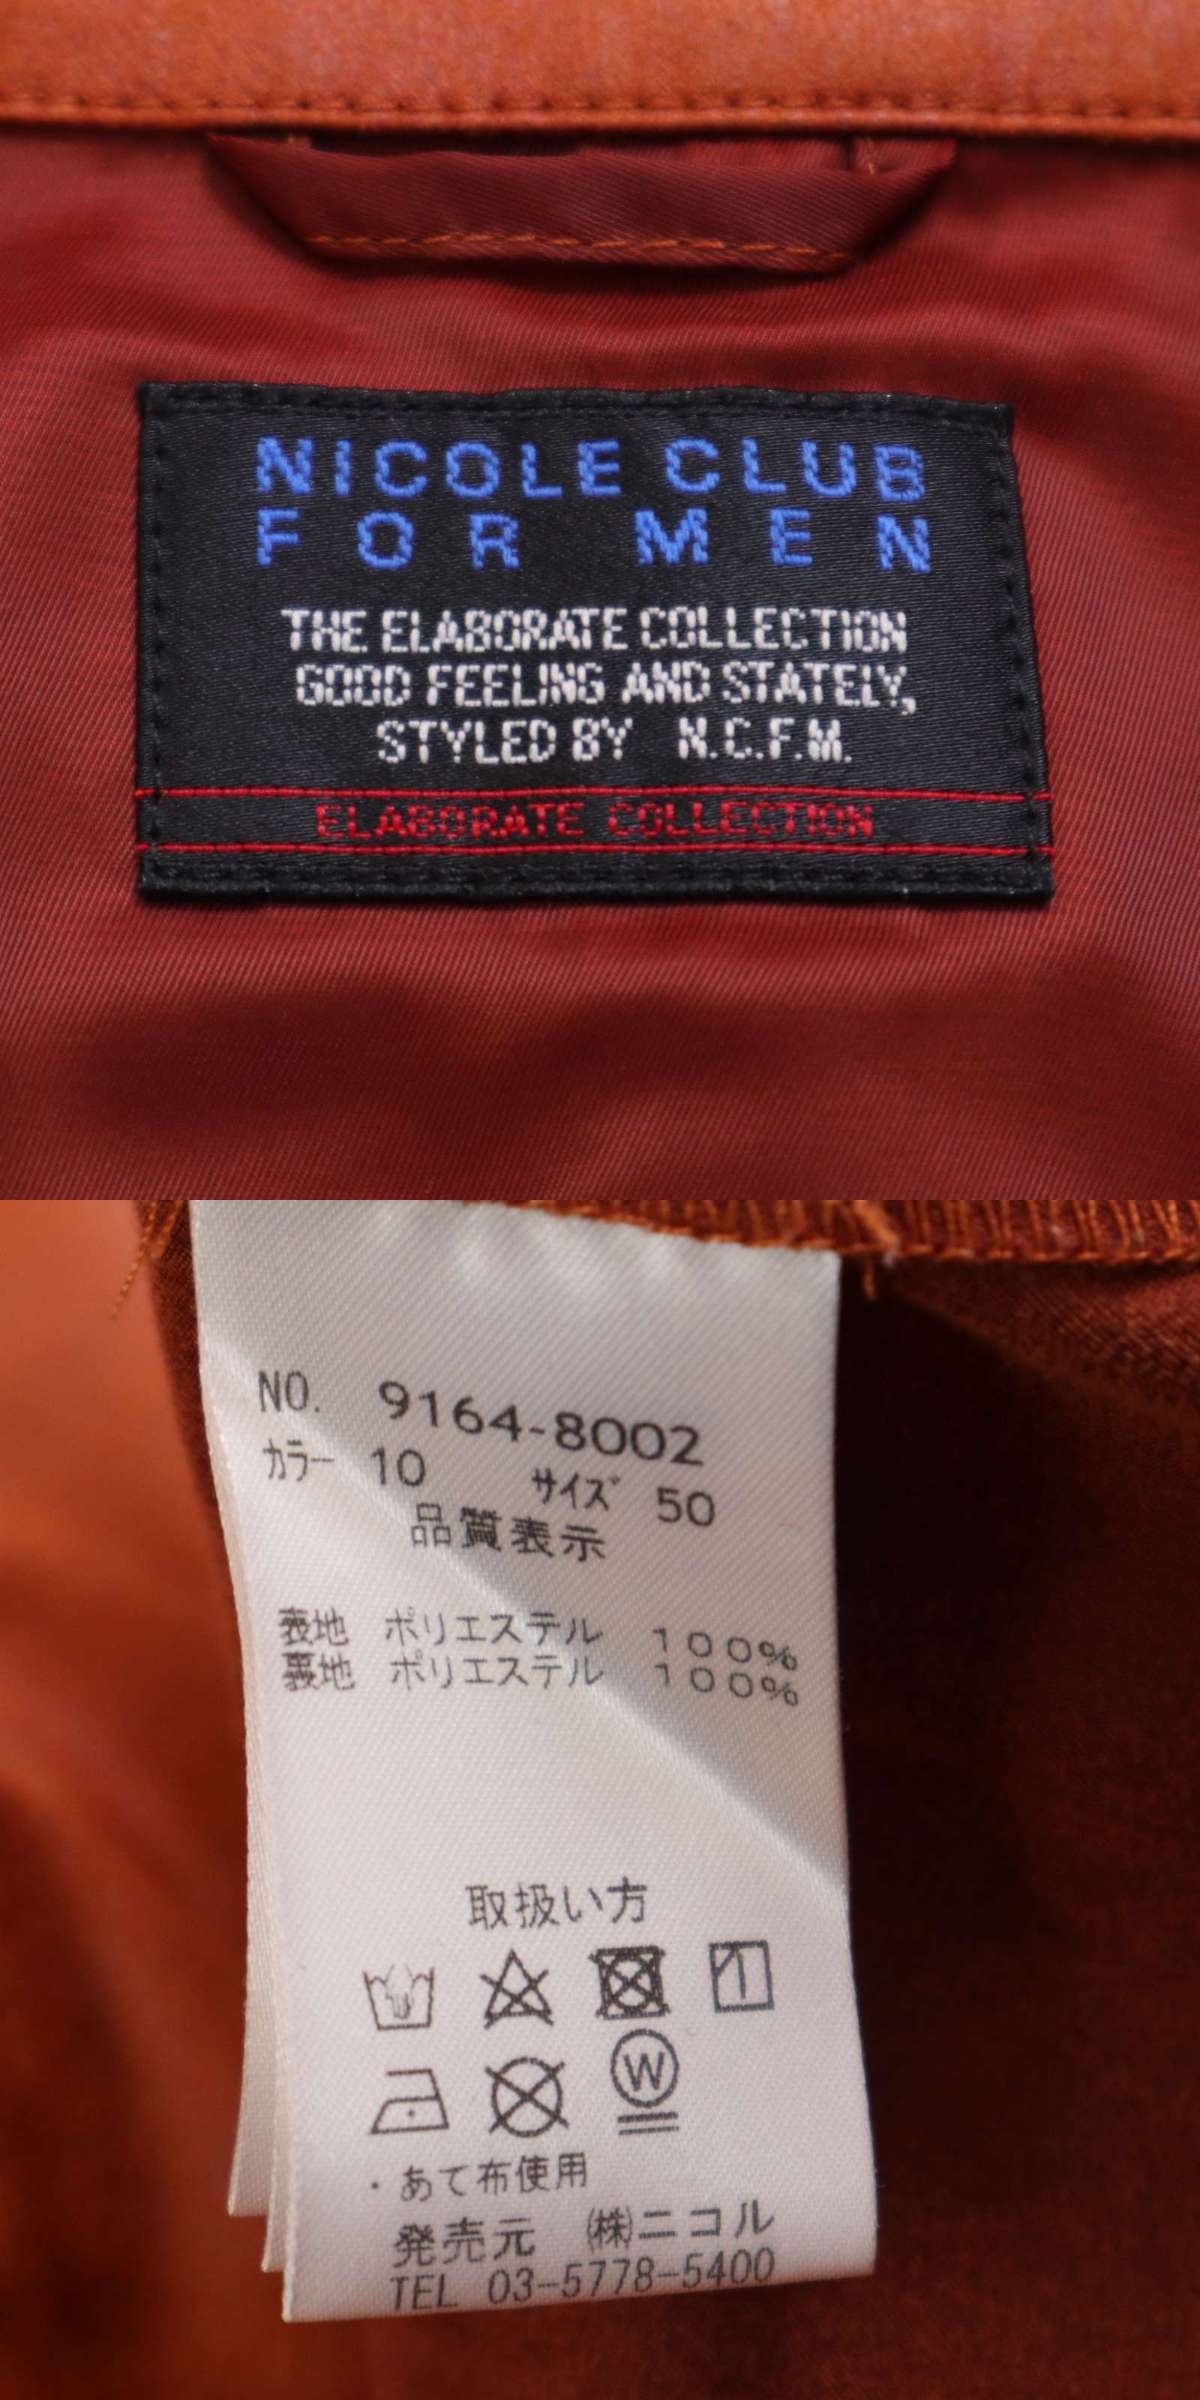 NICOLE CLUB
FOR MEN
THE ELABORATE COLLECTION
GOOD FEELING AND STATELY,
STYLED BY N.C.F.M.
ELABORATE COLLECTION
NO. 9164-8002
カラー 10 サイズ 50
品質表示
表地 ポリエステル 100%
裏地 ポリエステル 100%
取扱い方
W
・あて布使用
発売元 ㈱ニコル
TEL 03-5778-5400